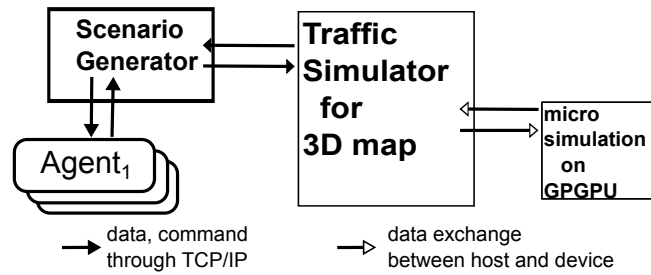 Scenario
Generator
Traffic
Simulator
for
3D map
micro
simulation
on
GPGPU
Agent₁
data, command
through TCP/IP
data exchange
between host and device